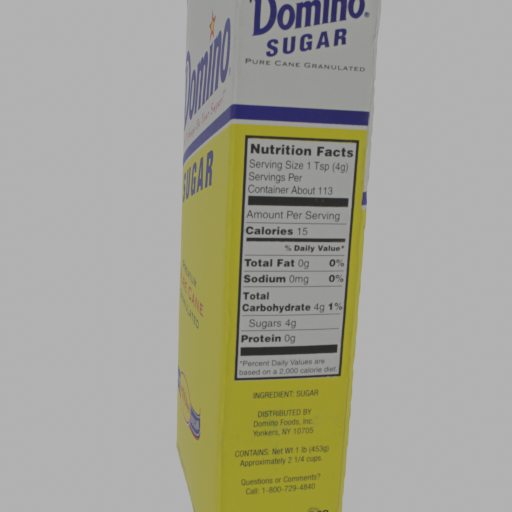 Domino®
SUGAR
PURE CANE GRANULATED
Nutrition Facts
Serving Size 1 Tsp (4g)
Servings Per
Container About 113
Amount Per Serving
Calories 15
% Daily Value*
Total Fat 0g 0%
Sodium 0mg 0%
Total
Carbohydrate 4g 1%
Sugars 4g
Protein 0g
*Percent Daily Values are
based on a 2,000 calorie diet.
INGREDIENT: SUGAR
DISTRIBUTED BY
Domino Foods, Inc.
Yonkers, NY 10705
CONTAINS: Net Wt 1 lb (453g)
Approximately 2 1/4 cups.
Questions or Comments?
Call: 1-800-729-4840
Domino
SUGAR